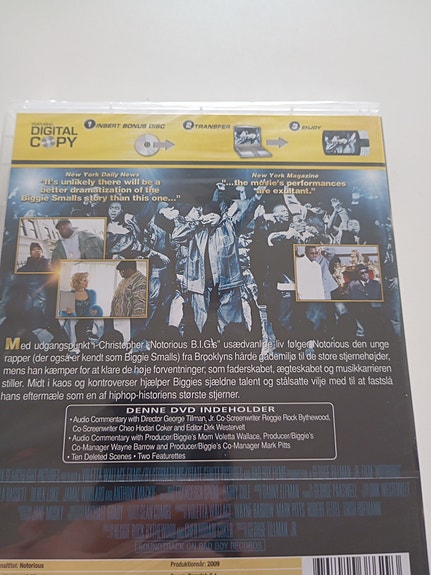 FEATURING
DIGITAL
COPY
1 INSERT BONUS DISC
2 TRANSFER
3 ENJOY
New York Daily News
"It's unlikely there will be a
better dramatization of the
Biggie Smalls story than this one..."
New York Magazine
"...the movie's performances
are exultant."
Med udgangspunkt i Christopher "Notorious B.I.G's" usædvanlige liv følger Notorious den unge
rapper (der også er kendt som Biggie Smalls) fra Brooklyns hårde gademiljø til de store stjernehøjder,
mens han kæmper for at klare de høje forventninger, som faderskabet, ægteskabet og musikkarrieren
stiller. Midt i kaos og kontroverser hjælper Biggies sjældne talent og stålsatte vilje med til at fastslå
hans eftermæle som en af hiphop-historiens største stjerner.
DENNE DVD INDEHOLDER
• Audio Commentary with Director George Tillman, Jr. Co-Screenwriter Reggie Rock Bythewood,
Co-Screenwriter Cheo Hodari Coker and Editor Dirk Westervelt
• Audio Commentary with Producer/Biggie's Mom Voletta Wallace, Producer/Biggie's
Co-Manager Wayne Barrow and Producer/Biggie's Co-Manager Mark Pitts
• Ten Deleted Scenes • Two Featurettes
SOUNDTRACK ON BAD BOY RECORDS
Notorious
Produktionsår: 2009